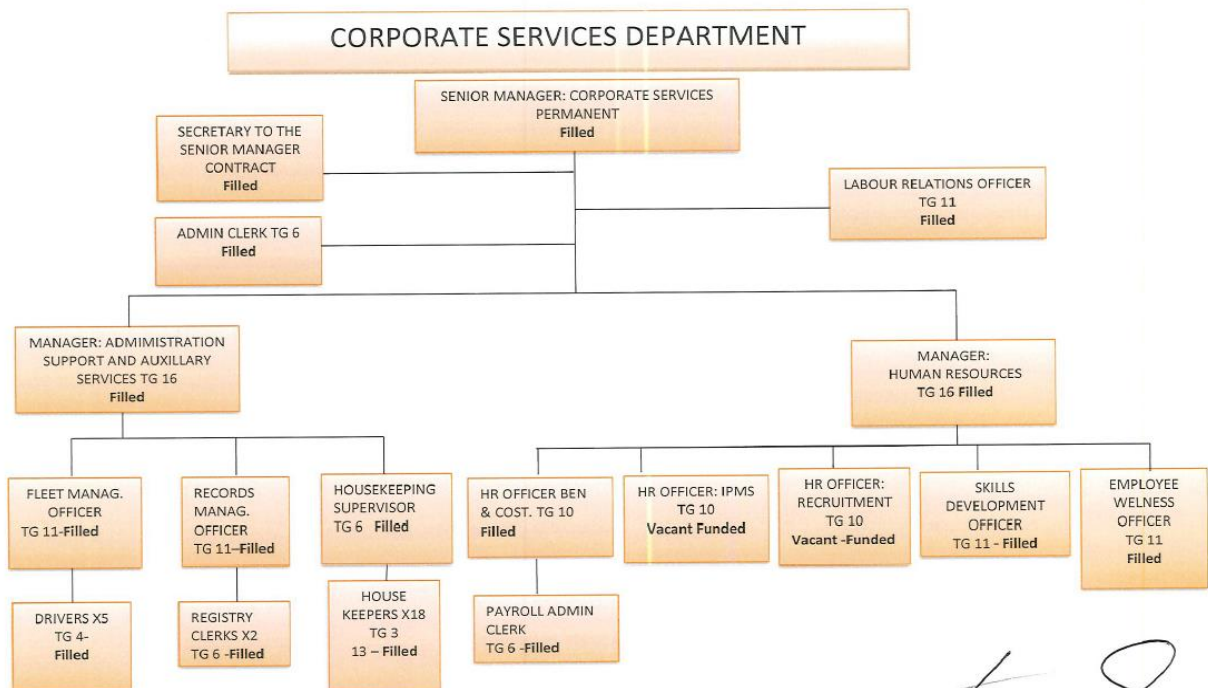 CORPORATE SERVICES DEPARTMENT
SENIOR MANAGER: CORPORATE SERVICES
PERMANENT
Filled
SECRETARY TO THE
SENIOR MANAGER
CONTRACT
Filled
LABOUR RELATIONS OFFICER
TG 11
Filled
ADMIN CLERK TG 6
Filled
MANAGER: ADMIMISTRATION
SUPPORT AND AUXILLARY
SERVICES TG 16
Filled
MANAGER:
HUMAN RESOURCES
TG 16 Filled
FLEET MANAG.
OFFICER
TG 11-Filled
RECORDS
MANAG.
OFFICER
TG 11–Filled
HOUSEKEEPING
SUPERVISOR
TG 6 Filled
HR OFFICER BEN
& COST. TG 10
Filled
HR OFFICER: IPMS
TG 10
Vacant Funded
HR OFFICER:
RECRUITMENT
TG 10
Vacant -Funded
SKILLS
DEVELOPMENT
OFFICER
TG 11 - Filled
EMPLOYEE
WELNESS
OFFICER
TG 11
Filled
DRIVERS X5
TG 4-
Filled
REGISTRY
CLERKS X2
TG 6 -Filled
HOUSE
KEEPERS X18
TG 3
13 – Filled
PAYROLL ADMIN
CLERK
TG 6 -Filled